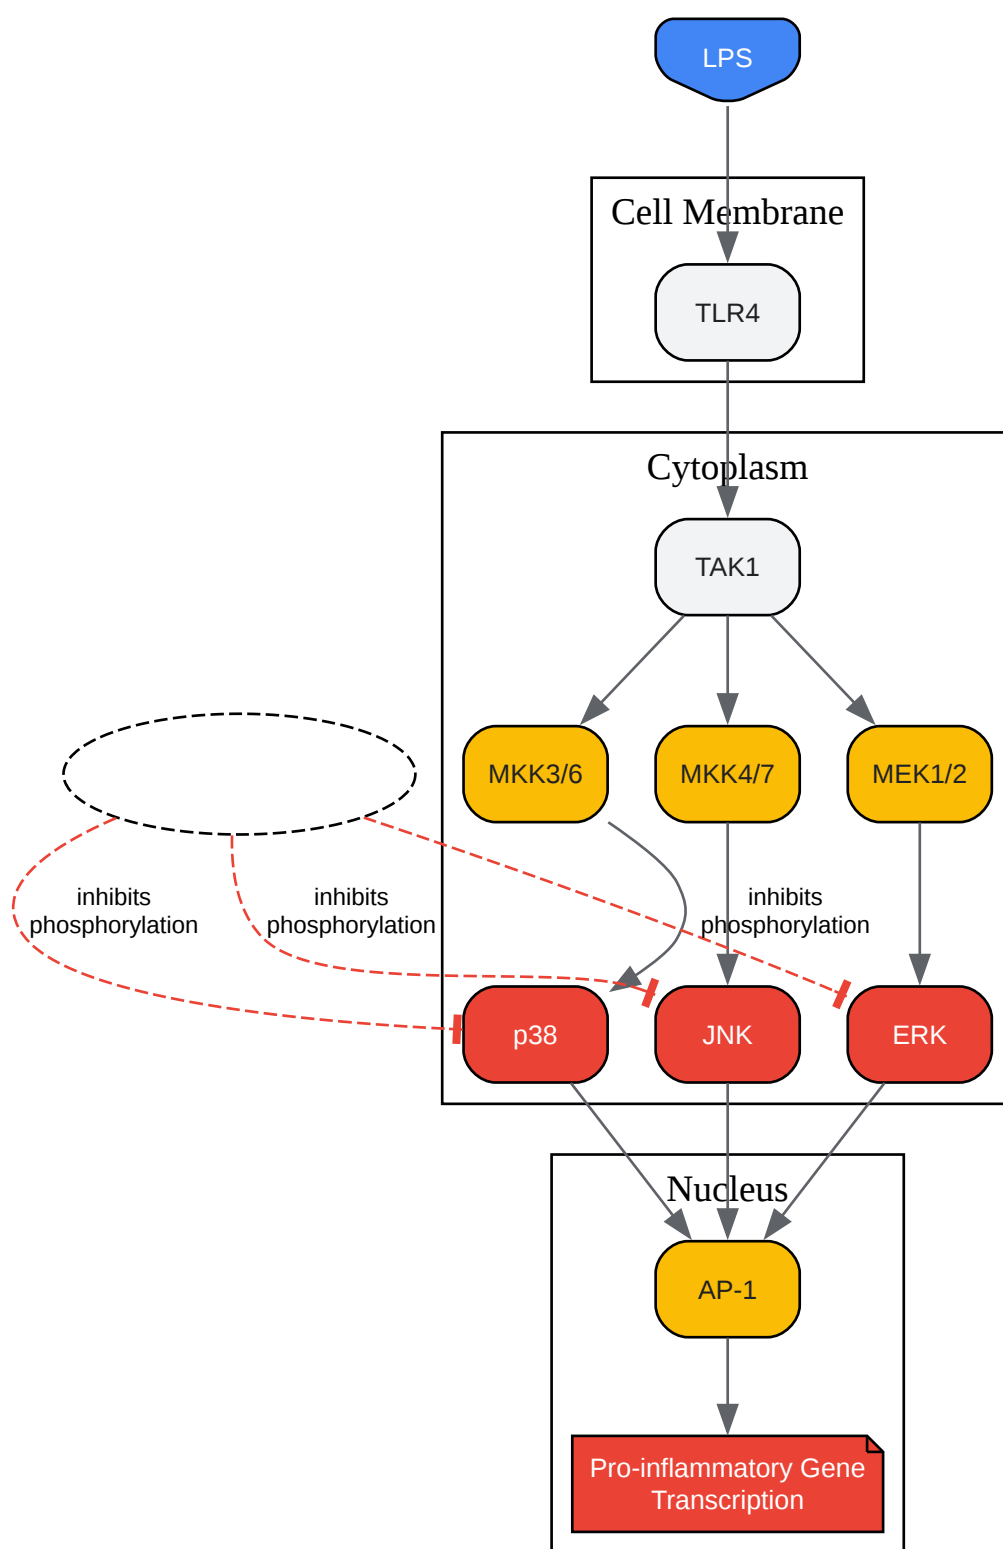 LPS
Cell Membrane
TLR4
Cytoplasm
TAK1
MKK3/6
MKK4/7
MEK1/2
inhibits
phosphorylation
inhibits
phosphorylation
inhibits
phosphorylation
p38
JNK
ERK
Nucleus
AP-1
Pro-inflammatory Gene
Transcription